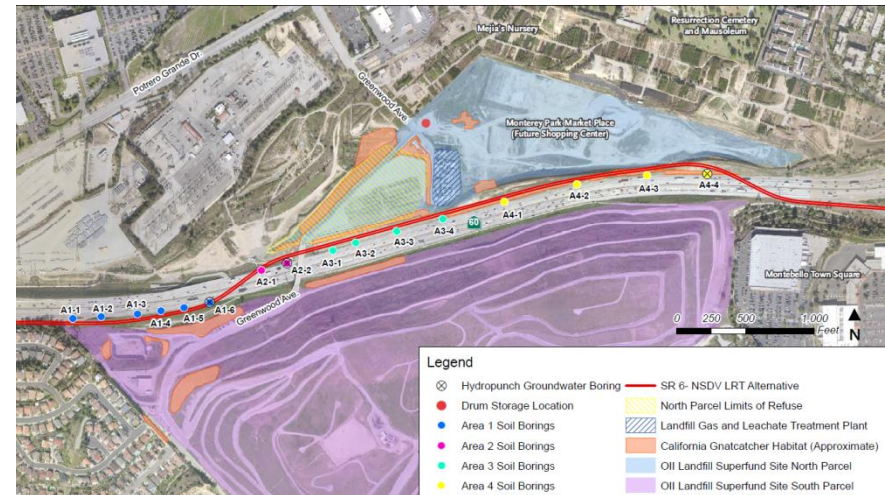 Mejia's Nursery
Resurrection Cemetery
and Mausoleum
Potrero Grande Dr.
Greenwood Ave.
Monterey Park Market Place
(Future Shopping Center)
A4-4
A4-3
A4-2
A4-1
60
A3-4
A3-3
A3-2
A3-1
A2-2
A2-1
Montebello Town Square
Greenwood Ave.
A1-1
A1-2
A1-3
A1-4
A1-5
A1-6
0 250 500 1,000
Feet
N
Legend
Hydropunch Groundwater Boring
Drum Storage Location
Area 1 Soil Borings
Area 2 Soil Borings
Area 3 Soil Borings
Area 4 Soil Borings
SR 6- NSDV LRT Alternative
North Parcel Limits of Refuse
Landfill Gas and Leachate Treatment Plant
California Gnatcatcher Habitat (Approximate)
OII Landfill Superfund Site North Parcel
OII Landfill Superfund Site South Parcel